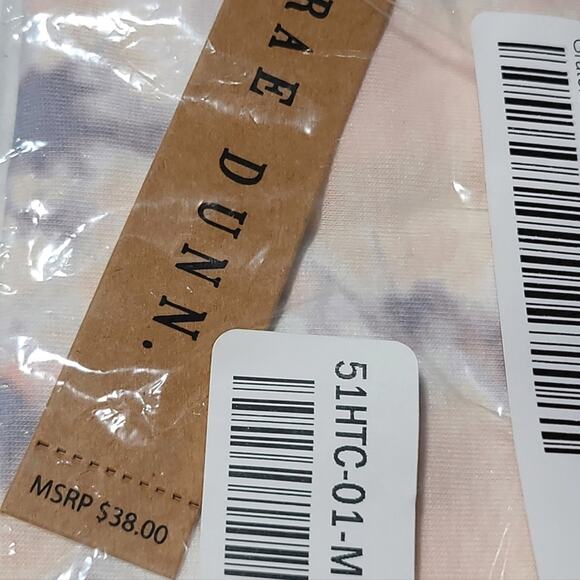 RAE DUNN.
MSRP $38.00
51HTC-01-M